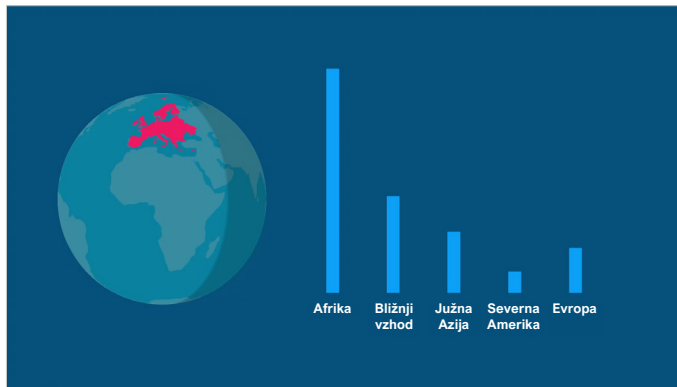 Afrika
Bližnji
vzhod
Južna
Azija
Severna
Amerika
Evropa